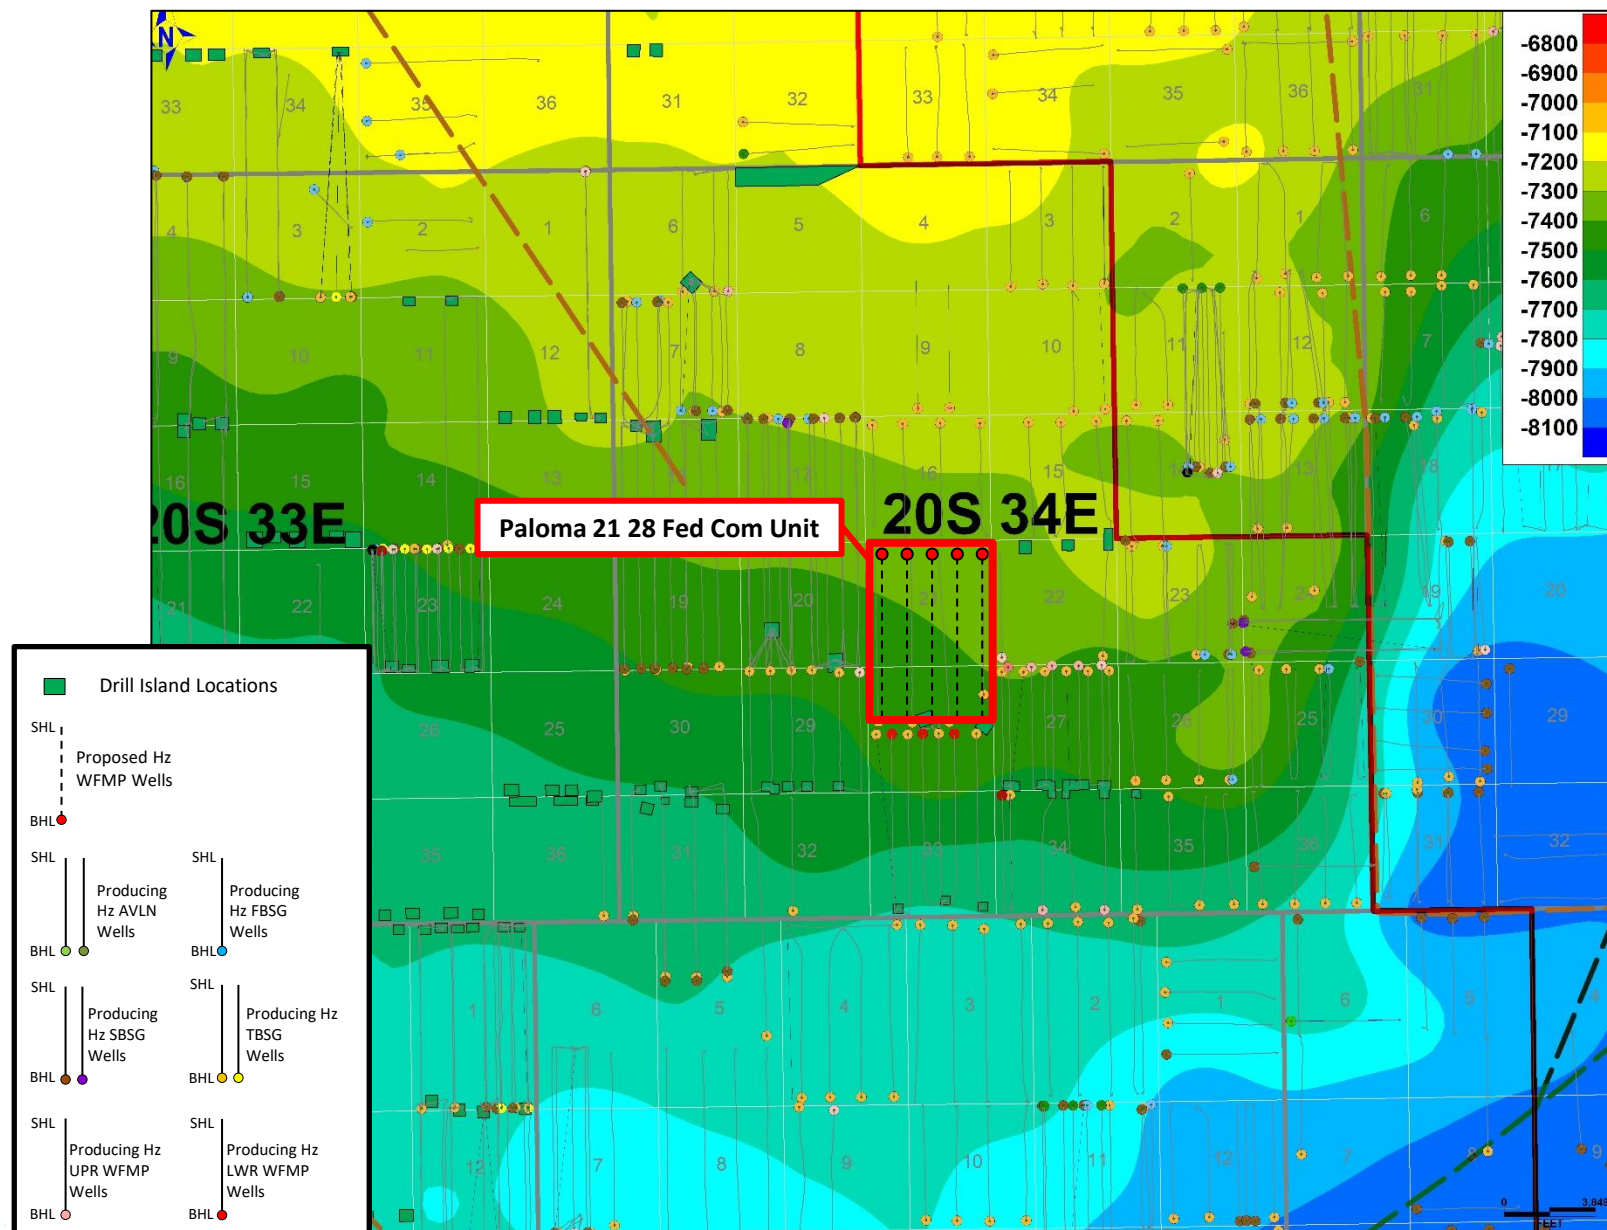 N
-6800
-6900
-7000
-7100
-7200
-7300
-7400
-7500
-7600
-7700
-7800
-7900
-8000
-8100
33 34 35 36 31 32 33 34 35 36 31
4 3 2 1 6 5 4 3 2 1 6
9 10 11 12 7 8 9 10 11 12 7
16 15 14 13 17 16 15 13 18
20S 33E
20S 34E
Paloma 21 28 Fed Com Unit
21 22 23 24 19 20 22 23 19 20
26 25 30 29 27 26 25 30 29
35 36 31 32 33 34 35 36 31 32
1 6 5 4 3 2 1 6 5 4
12 7 8 9 10 11 12 7 8 9
Drill Island Locations
SHL
Proposed Hz
WFMP Wells
BHL
SHL
Producing
Hz AVLN
Wells
BHL
SHL
Producing
Hz FBSG
Wells
BHL
SHL
Producing
Hz SBSG
Wells
BHL
SHL
Producing Hz
TBSG
Wells
BHL
SHL
Producing Hz
UPR WFMP
Wells
BHL
SHL
Producing Hz
LWR WFMP
Wells
BHL
0 3,849
FEET